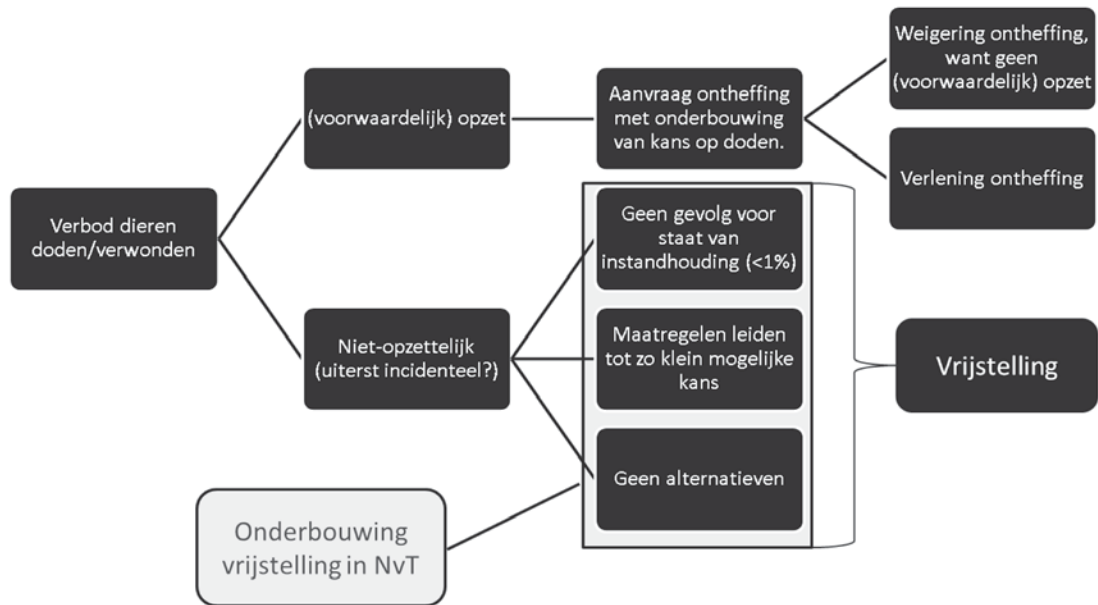 Verbod dieren
doden/verwonden
(voorwaardelijk) opzet
Aanvraag ontheffing
met onderbouwing
van kans op doden.
Weigering ontheffing,
want geen
(voorwaardelijk) opzet
Verlening ontheffing
Niet-opzettelijk
(uiterst incidenteel?)
Geen gevolg voor
staat van
instandhouding (<1%)
Maatregelen leiden
tot zo klein mogelijke
kans
Geen alternatieven
Vrijstelling
Onderbouwing
vrijstelling in NvT